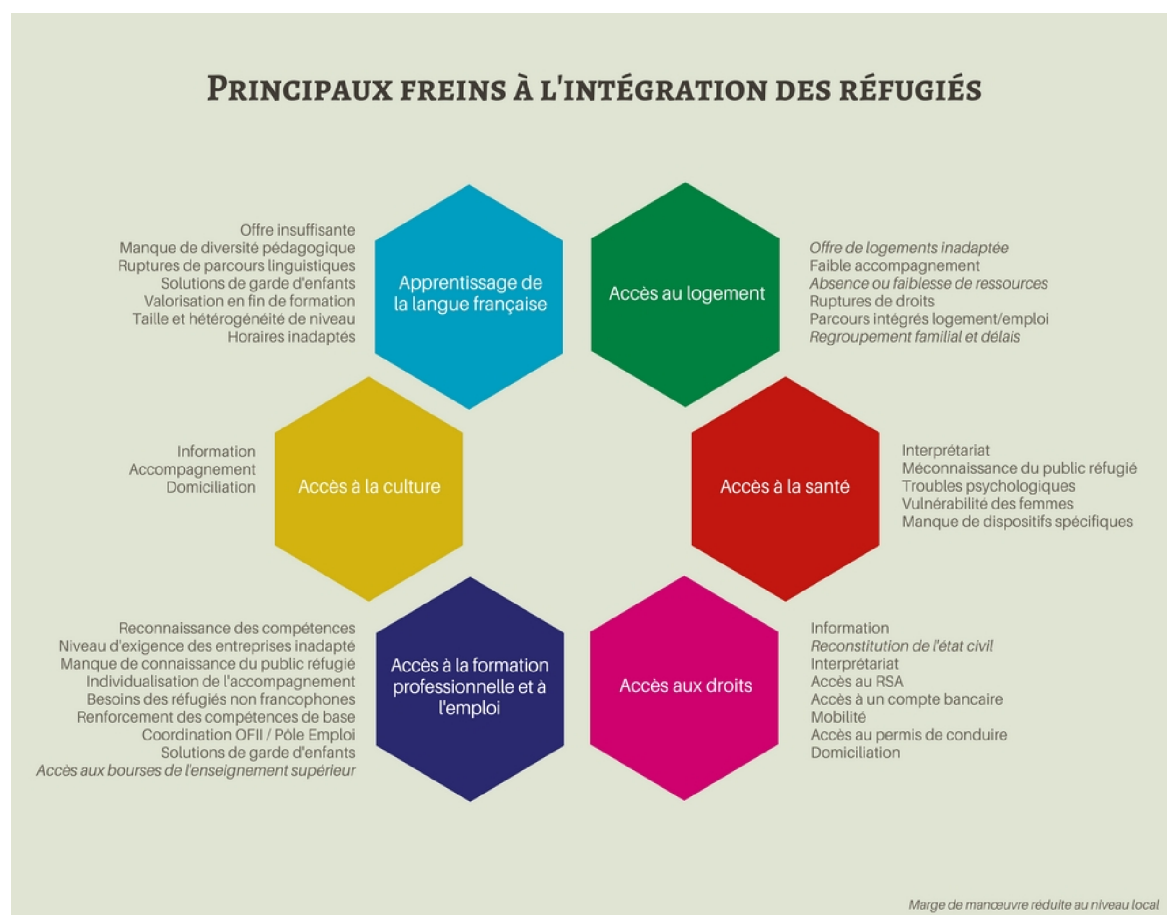 PRINCIPAUX FREINS À L'INTÉGRATION DES RÉFUGIÉS
Offre insuffisante
Manque de diversité pédagogique
Ruptures de parcours linguistiques
Solutions de garde d'enfants
Valorisation en fin de formation
Taille et hétérogénéité de niveau
Horaires inadaptés
Apprentissage de
la langue française
Accès au logement
Offre de logements inadaptée
Faible accompagnement
Absence ou faiblesse de ressources
Ruptures de droits
Parcours intégrés logement/emploi
Regroupement familial et délais
Information
Accompagnement
Domiciliation
Accès à la culture
Accès à la santé
Interprétariat
Méconnaissance du public réfugié
Troubles psychologiques
Vulnérabilité des femmes
Manque de dispositifs spécifiques
Reconnaissance des compétences
Niveau d'exigence des entreprises inadapté
Manque de connaissance du public réfugié
Individualisation de l'accompagnement
Besoins des réfugiés non francophones
Renforcement des compétences de base
Coordination OFII / Pôle Emploi
Solutions de garde d'enfants
Accès aux bourses de l'enseignement supérieur
Accès à la formation
professionnelle et à
l'emploi
Accès aux droits
Information
Reconstitution de l'état civil
Interprétariat
Accès au RSA
Accès à un compte bancaire
Mobilité
Accès au permis de conduire
Domiciliation
Marge de manœuvre réduite au niveau local